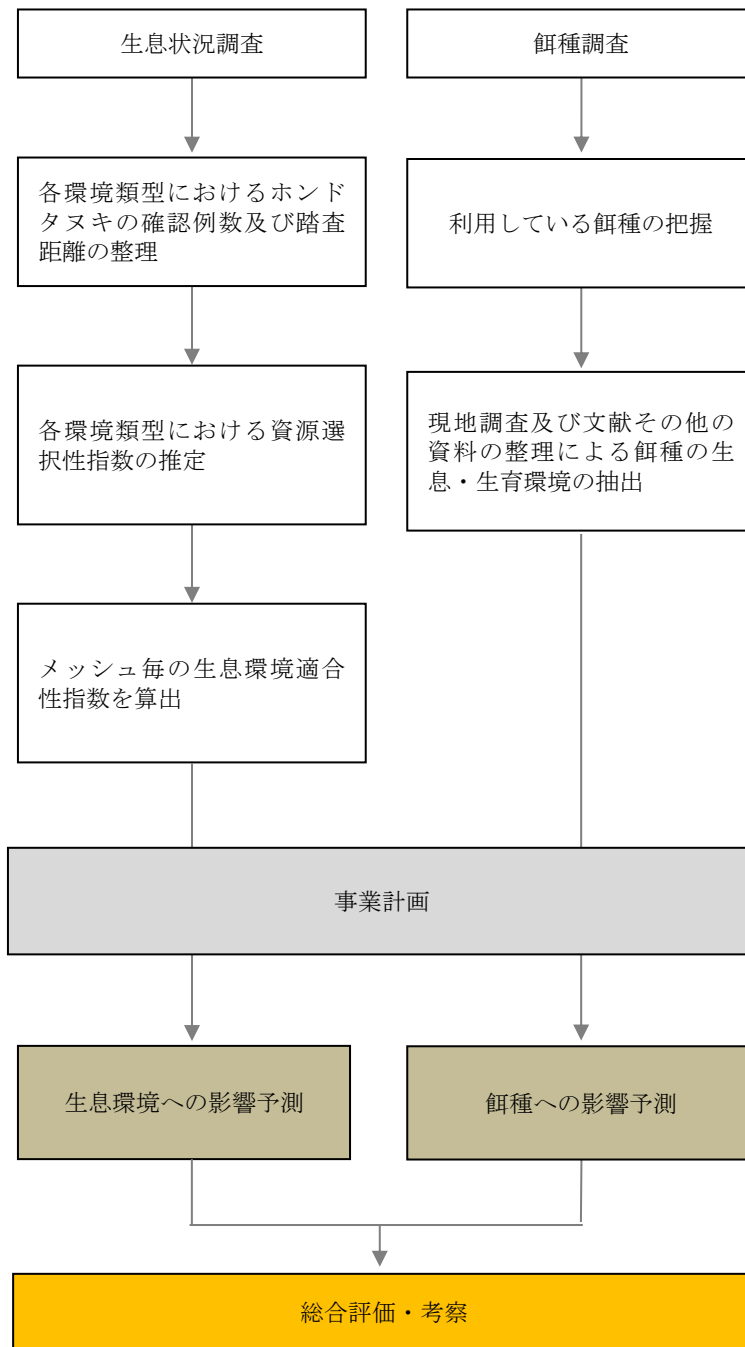 生息状況調査
餌種調査
各環境類型におけるホンド
タヌキの確認例数及び踏査
距離の整理
利用している餌種の把握
各環境類型における資源選
択性指数の推定
現地調査及び文献その他の
資料の整理による餌種の生
息・生育環境の抽出
メッシュ毎の生息環境適合
性指数を算出
事業計画
生息環境への影響予測
餌種への影響予測
総合評価・考察